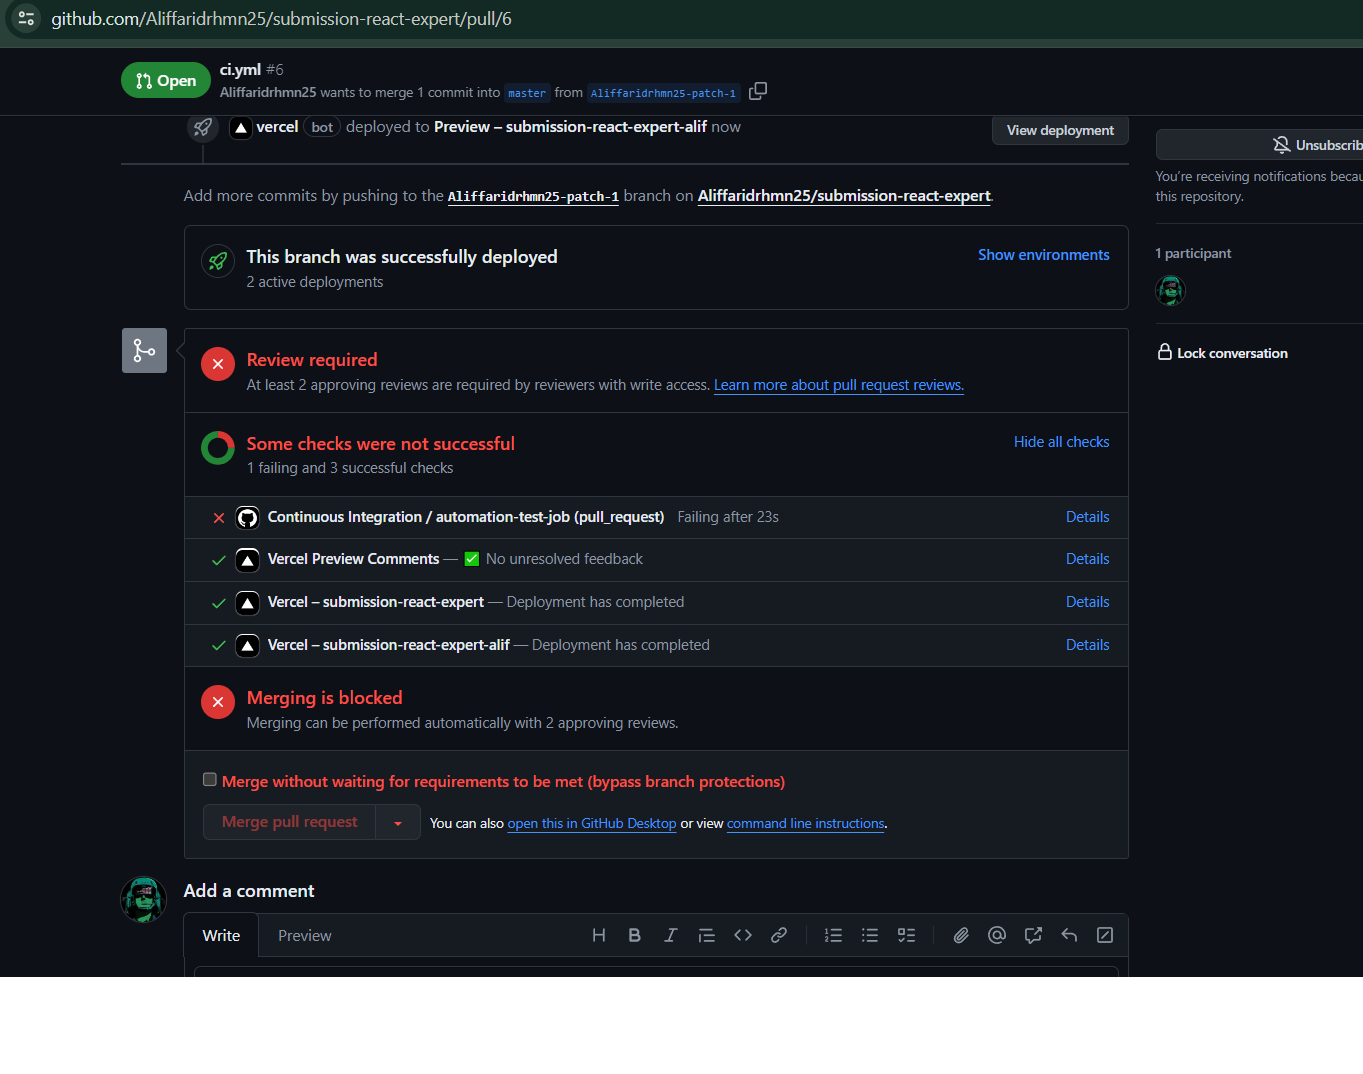 github.com/Aliffaridrhmn25/submission-react-expert/pull/6
Open
ci.yml #6
Aliffaridrhmn25 wants to merge 1 commit into master from Aliffaridrhmn25-patch-1
vercel bot deployed to Preview – submission-react-expert-alif now
View deployment
Unsubscrib
You're receiving notifications becau
this repository.
Add more commits by pushing to the Aliffaridrhmn25-patch-1 branch on Aliffaridrhmn25/submission-react-expert.
This branch was successfully deployed
Show environments
2 active deployments
1 participant
Review required
At least 2 approving reviews are required by reviewers with write access. Learn more about pull request reviews.
Lock conversation
Some checks were not successful
Hide all checks
1 failing and 3 successful checks
Continuous Integration / automation-test-job (pull_request) Failing after 23s
Details
Vercel Preview Comments — ✅ No unresolved feedback
Details
Vercel – submission-react-expert — Deployment has completed
Details
Vercel – submission-react-expert-alif — Deployment has completed
Details
Merging is blocked
Merging can be performed automatically with 2 approving reviews.
Merge without waiting for requirements to be met (bypass branch protections)
Merge pull request
You can also open this in GitHub Desktop or view command line instructions.
Add a comment
Write
Preview